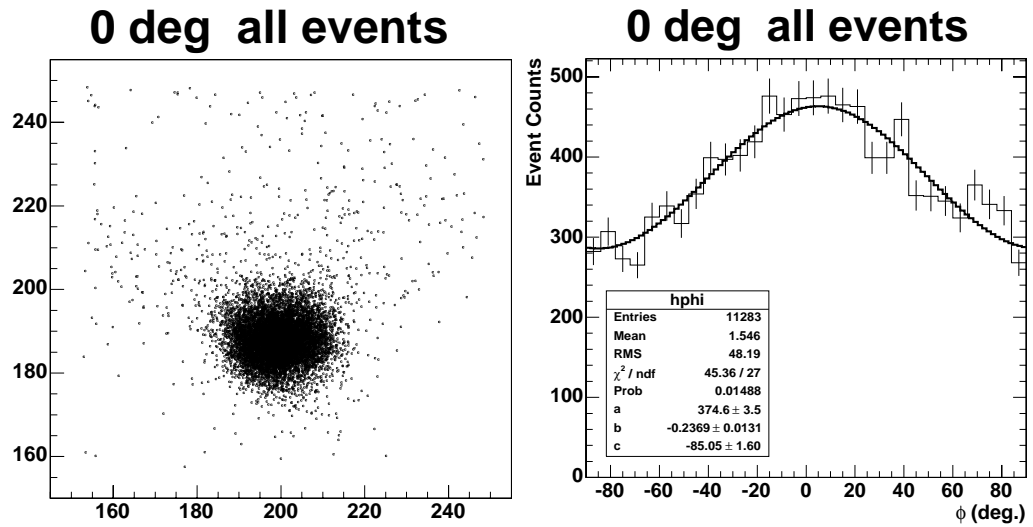 0 deg all events
240
220
200
180
160
160 180 200 220 240
0 deg all events
Event Counts
500
400
300
200
100
0
hphi
Entries 11283
Mean 1.546
RMS 48.19
χ² / ndf 45.36 / 27
Prob 0.01488
a 374.6 ± 3.5
b -0.2369 ± 0.0131
c -85.05 ± 1.60
-80 -60 -40 -20 0 20 40 60 80
ϕ (deg.)